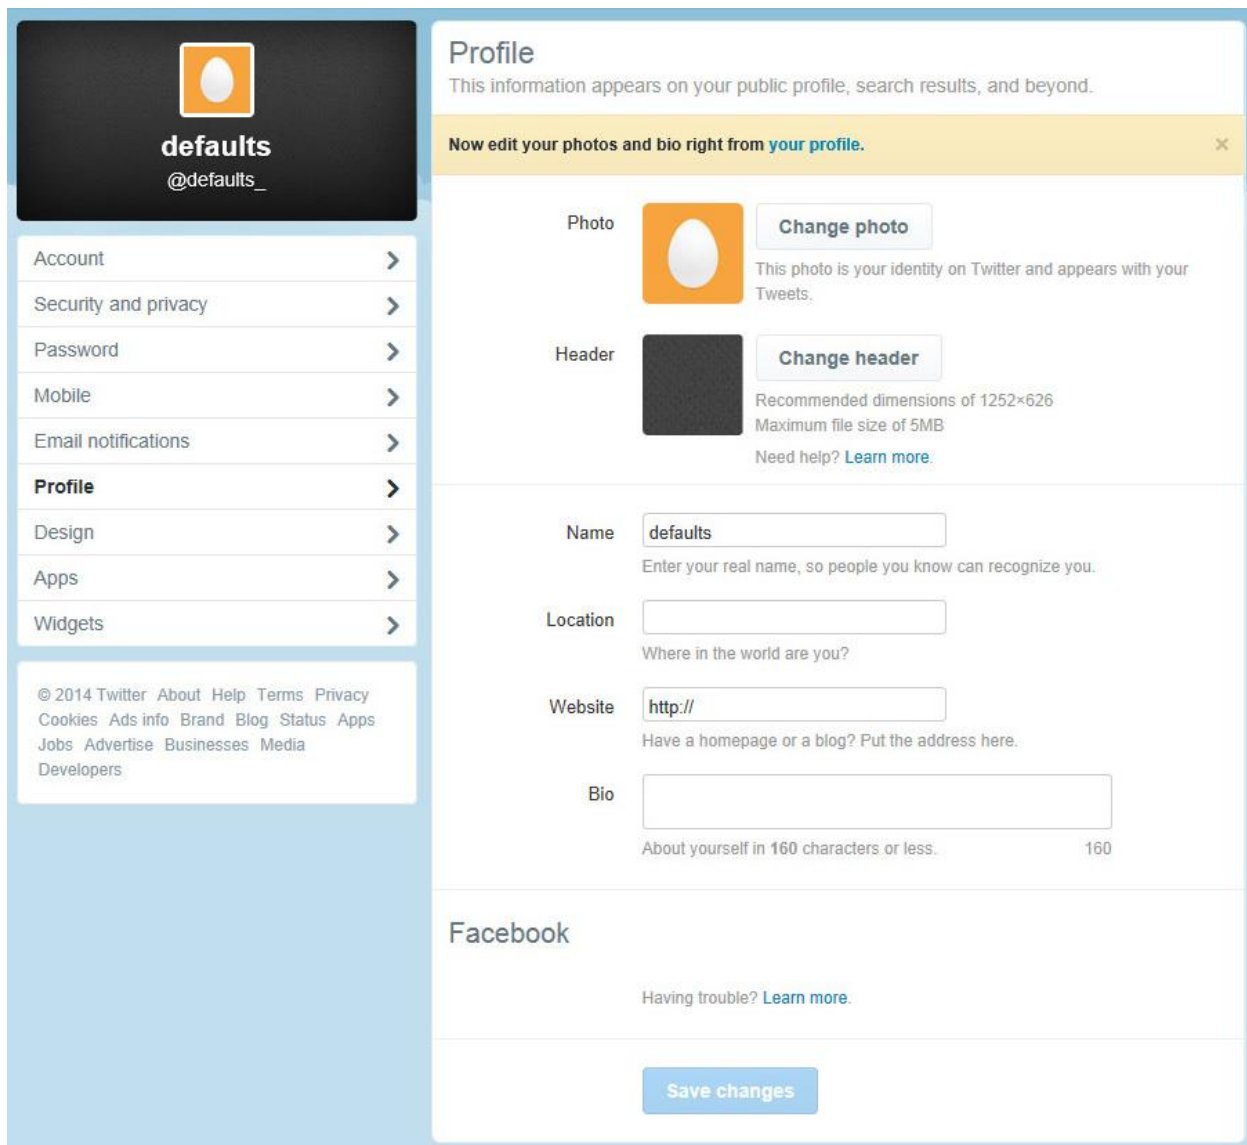 defaults
@defaults_
Account
Security and privacy
Password
Mobile
Email notifications
Profile
Design
Apps
Widgets
© 2014 Twitter About Help Terms Privacy
Cookies Ads info Brand Blog Status Apps
Jobs Advertise Businesses Media
Developers
Profile
This information appears on your public profile, search results, and beyond.
Now edit your photos and bio right from your profile.
Photo
Change photo
This photo is your identity on Twitter and appears with your
Tweets.
Header
Change header
Recommended dimensions of 1252×626
Maximum file size of 5MB
Need help? Learn more.
Name
defaults
Enter your real name, so people you know can recognize you.
Location
Where in the world are you?
Website
http://
Have a homepage or a blog? Put the address here.
Bio
About yourself in 160 characters or less. 160
Facebook
Having trouble? Learn more.
Save changes